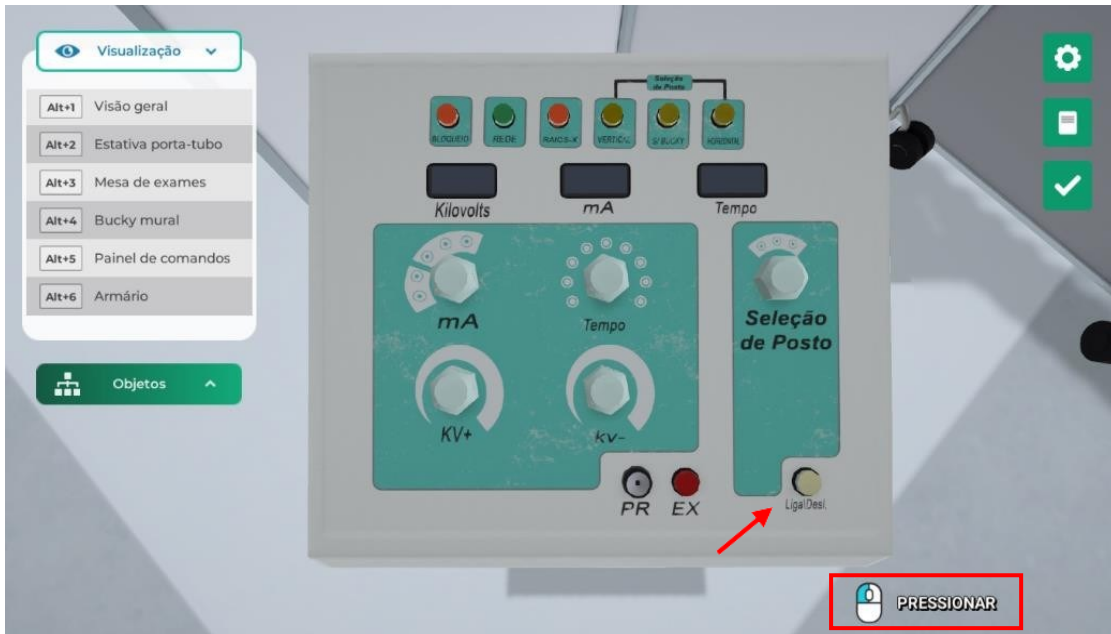 Visualização
Alt+1 Visão geral
Alt+2 Estativa porta-tubo
Alt+3 Mesa de exames
Alt+4 Bucky mural
Alt+5 Painel de comandos
Alt+6 Armário
Objetos
Seleção
de Posto
BLOQUEIO REDE RAIOS-X VERTICAL S/ BUCKY HORIZONTAL
Kilovolts mA Tempo
mA Tempo Seleção
de Posto
KV+ kv-
PR EX Liga\Desl.
PRESSIONAR